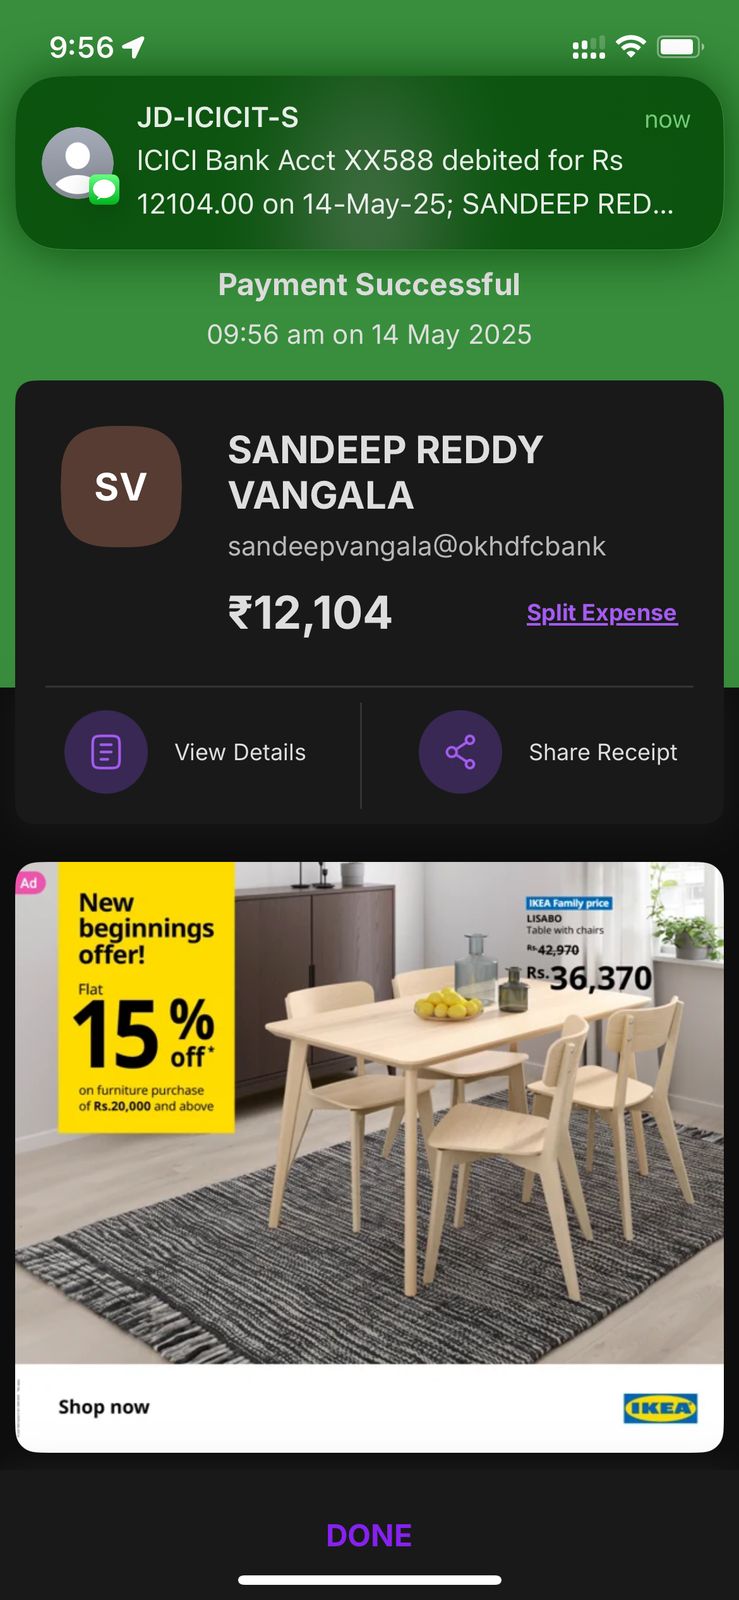 9:56
JD-ICICIT-S
now
ICICI Bank Acct XX588 debited for Rs
12104.00 on 14-May-25; SANDEEP RED...
Payment Successful
09:56 am on 14 May 2025
SV
SANDEEP REDDY
VANGALA
sandeepvangala@okhdfcbank
₹12,104
Split Expense
View Details
Share Receipt
Ad
New
beginnings
offer!
Flat
15% off*
on furniture purchase
of Rs.20,000 and above
IKEA Family price
LISABO
Table with chairs
Rs.42,970
Rs.36,370
Shop now
IKEA
DONE